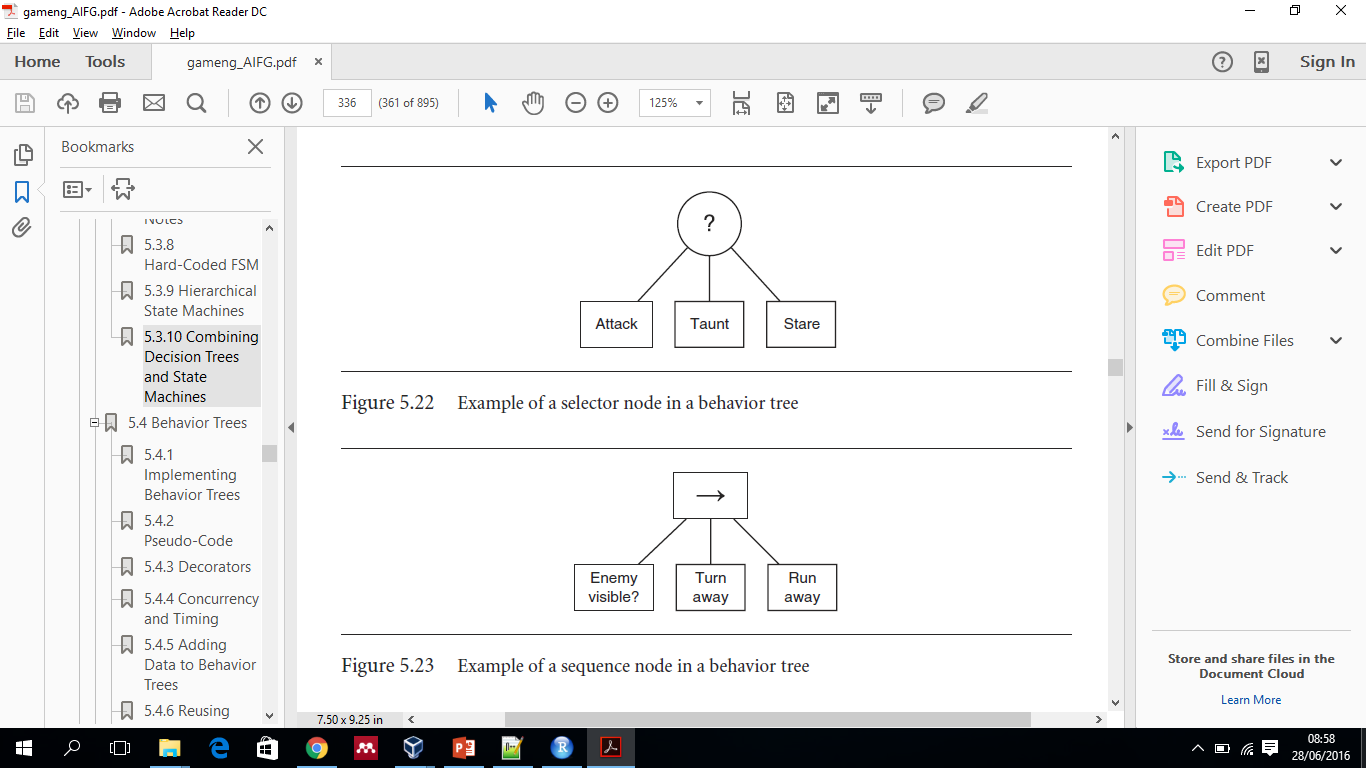 gameng_AIFG.pdf - Adobe Acrobat Reader DC
File Edit View Window Help
Home Tools gameng_AIFG.pdf × Sign In
336 (361 of 895) 125%
Bookmarks
Notes
5.3.8
Hard-Coded FSM
5.3.9 Hierarchical
State Machines
5.3.10 Combining
Decision Trees
and State
Machines
5.4 Behavior Trees
5.4.1
Implementing
Behavior Trees
5.4.2
Pseudo-Code
5.4.3 Decorators
5.4.4 Concurrency
and Timing
5.4.5 Adding
Data to Behavior
Trees
5.4.6 Reusing
?
Attack Taunt Stare
Figure 5.22 Example of a selector node in a behavior tree
→
Enemy
visible?
Turn
away
Run
away
Figure 5.23 Example of a sequence node in a behavior tree
7.50 x 9.25 in
Export PDF
Create PDF
Edit PDF
Comment
Combine Files
Fill & Sign
Send for Signature
Send & Track
Store and share files in the
Document Cloud
Learn More
08:58
28/06/2016